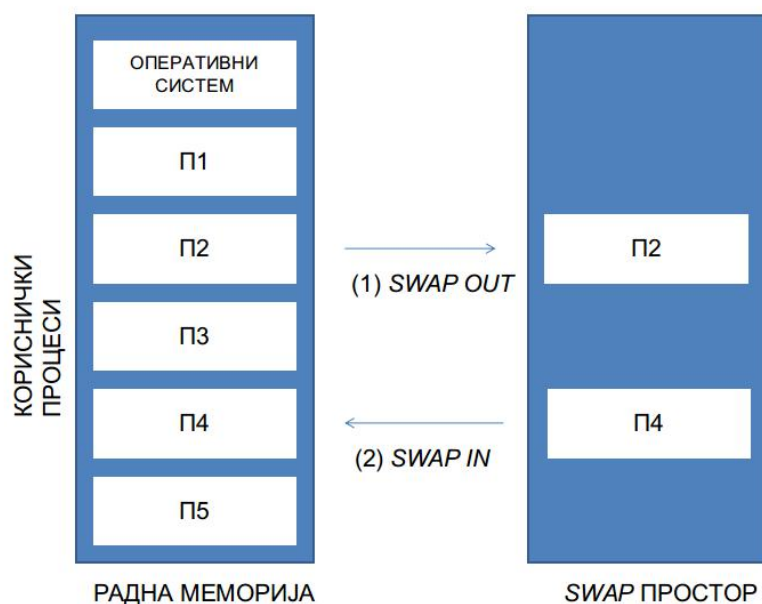 ОПЕРАТИВНИ
СИСТЕМ
П1
П2
П3
П4
П5
КОРИСНИЧКИ
ПРОЦЕСИ
(1) SWAP OUT
(2) SWAP IN
П2
П4
РАДНА МЕМОРИЈА
SWAP ПРОСТОР